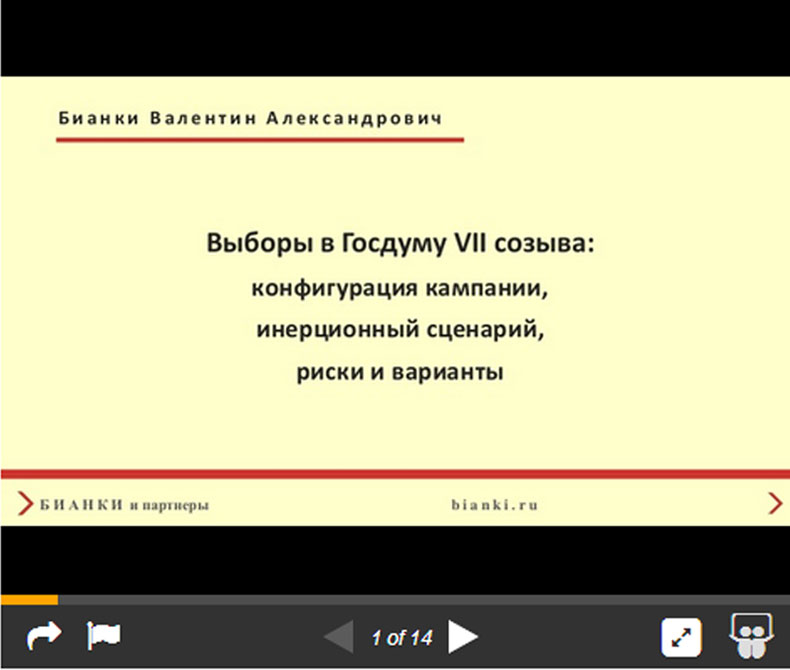 Бианки Валентин Александрович
Выборы в Госдуму VII созыва:
конфигурация кампании,
инерционный сценарий,
риски и варианты
БИАНКИ и партнеры
bianki.ru
1 of 14